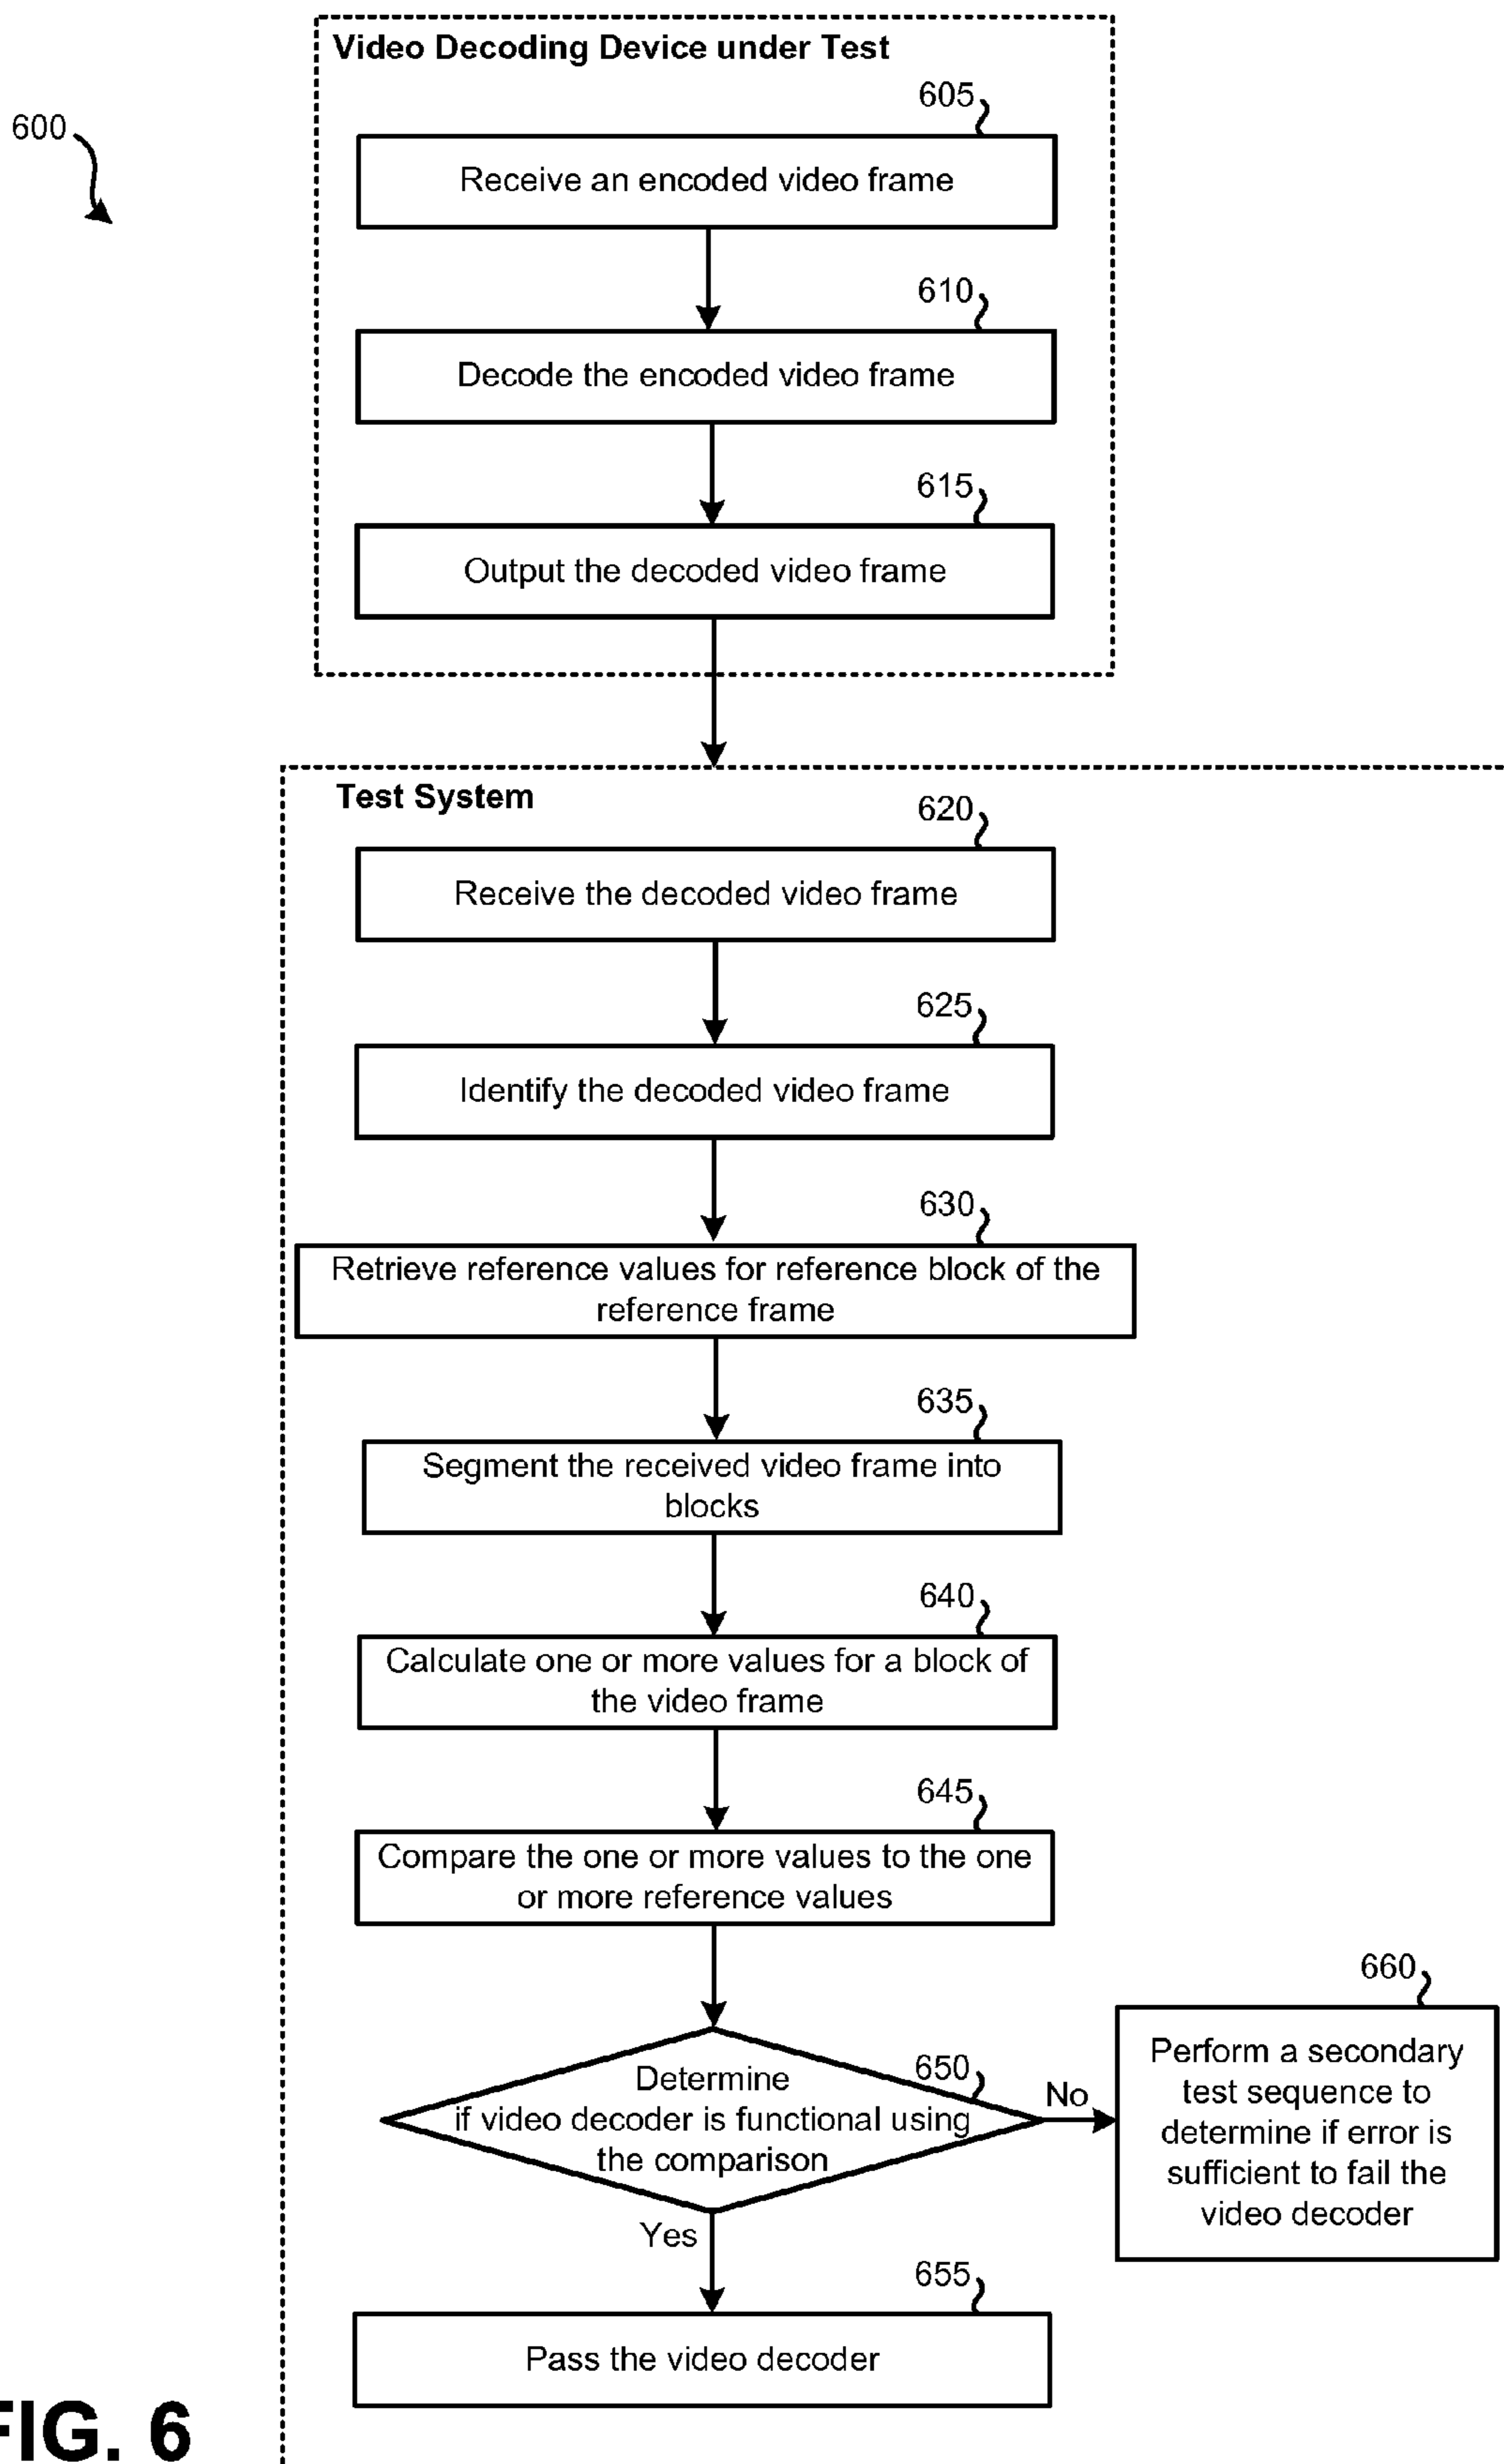 600
Video Decoding Device under Test
605
Receive an encoded video frame
610
Decode the encoded video frame
615
Output the decoded video frame
Test System
620
Receive the decoded video frame
625
Identify the decoded video frame
630
Retrieve reference values for reference block of the
reference frame
635
Segment the received video frame into
blocks
640
Calculate one or more values for a block of
the video frame
645
Compare the one or more values to the one
or more reference values
650
Determine
if video decoder is functional using
the comparison
No
660
Perform a secondary
test sequence to
determine if error is
sufficient to fail the
video decoder
Yes
655
Pass the video decoder
FIG. 6